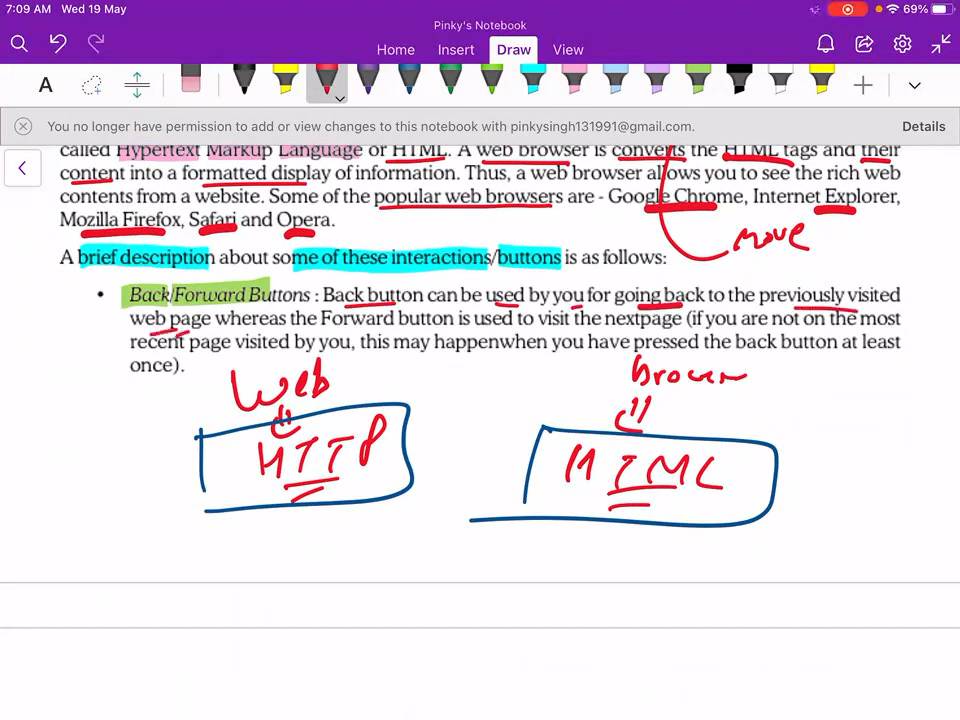 7:09 AM Wed 19 May
69%
Pinky's Notebook
Home Insert Draw View
A
You no longer have permission to add or view changes to this notebook with pinkysingh131991@gmail.com. Details
called Hypertext Markup Language or HTML. A web browser is converts the HTML tags and their
content into a formatted display of information. Thus, a web browser allows you to see the rich web
contents from a website. Some of the popular web browsers are - Google Chrome, Internet Explorer,
Mozilla Firefox, Safari and Opera.
move
A brief description about some of these interactions/buttons is as follows:
• Back/Forward Buttons : Back button can be used by you for going back to the previously visited
web page whereas the Forward button is used to visit the nextpage (if you are not on the most
recent page visited by you, this may happenwhen you have pressed the back button at least
once).
Web
HTTP
HTML